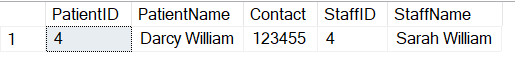 PatientID PatientName Contact StaffID StaffName
1 4 Darcy William 123455 4 Sarah William